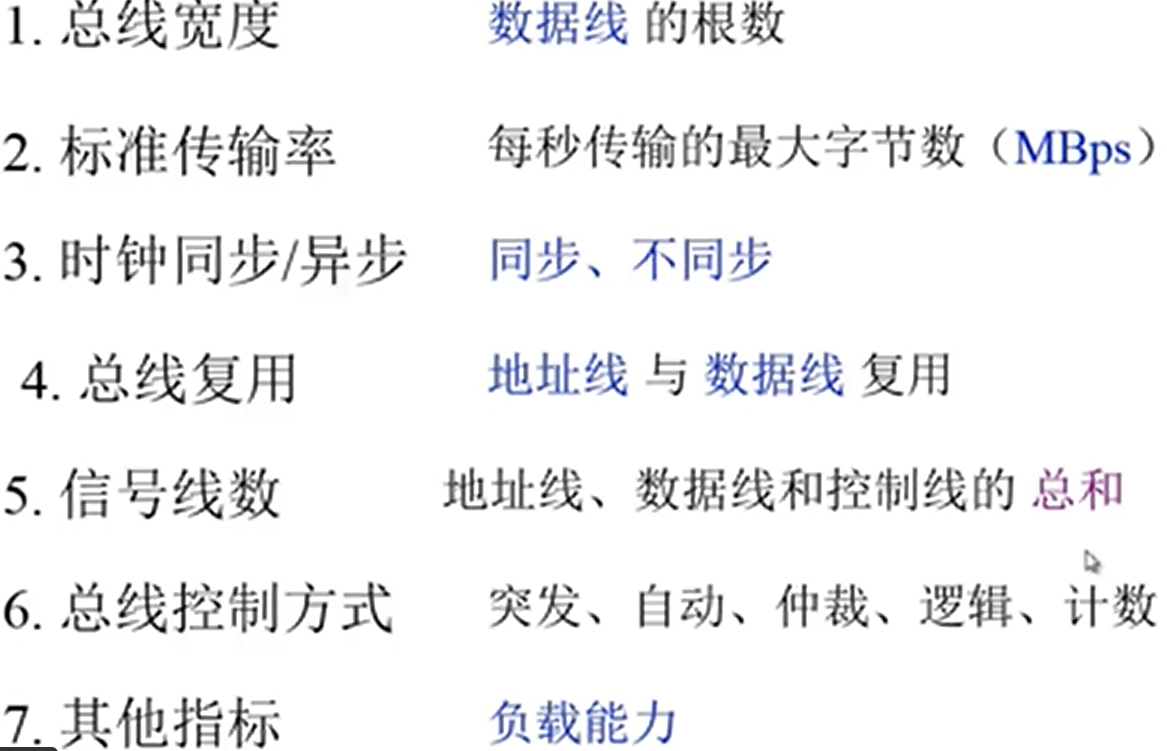 1. 总线宽度 数据线 的根数
2. 标准传输率 每秒传输的最大字节数（MBps）
3. 时钟同步/异步 同步、不同步
4. 总线复用 地址线 与 数据线 复用
5. 信号线数 地址线、数据线和控制线的 总和
6. 总线控制方式 突发、自动、仲裁、逻辑、计数
7. 其他指标 负载能力